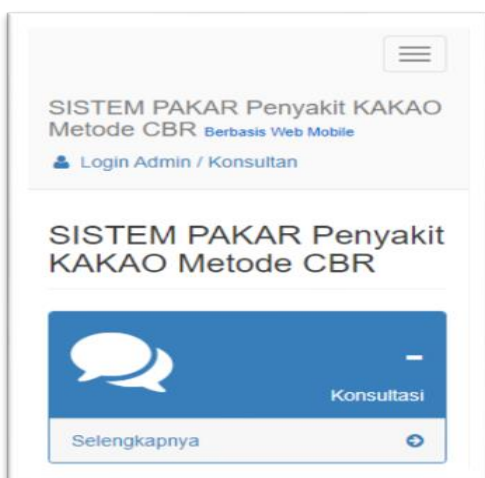 SISTEM PAKAR Penyakit KAKAO
Metode CBR Berbasis Web Mobile
Login Admin / Konsultan
SISTEM PAKAR Penyakit
KAKAO Metode CBR
-
Konsultasi
Selengkapnya